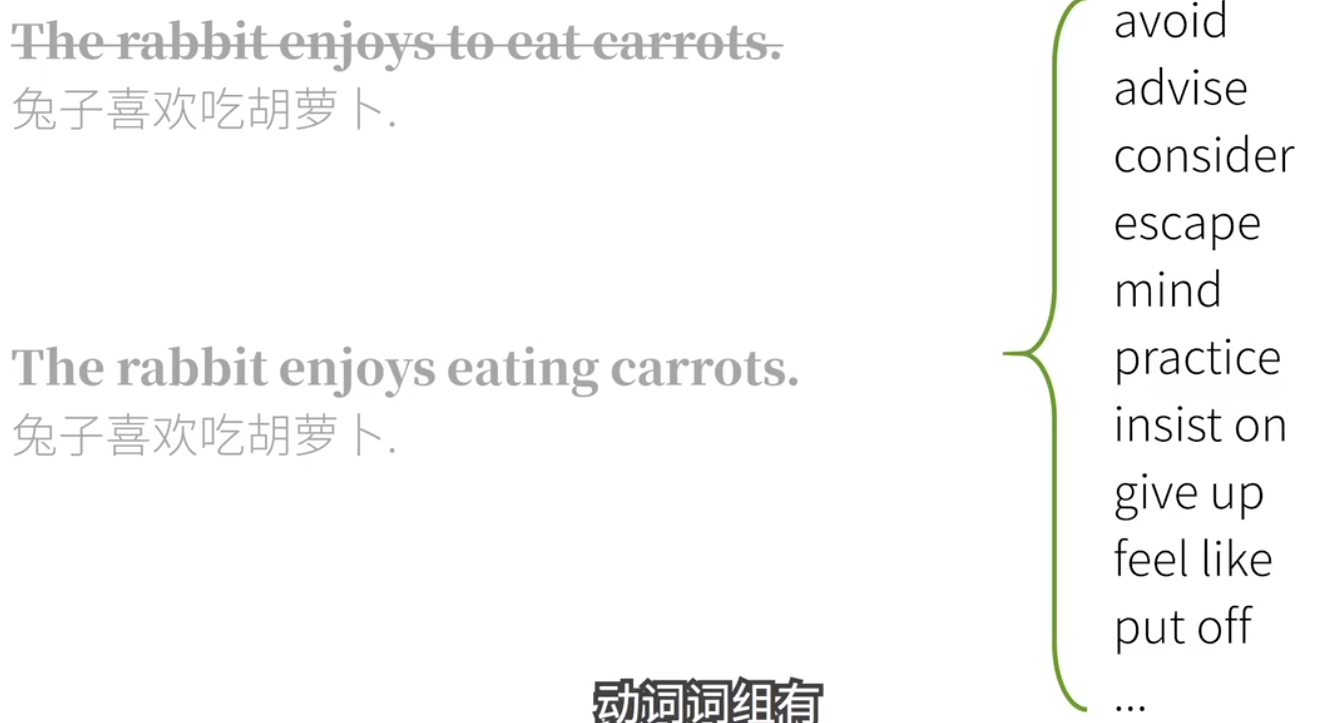 The rabbit enjoys to eat carrots.
兔子喜欢吃胡萝卜.
The rabbit enjoys eating carrots.
兔子喜欢吃胡萝卜.
avoid
advise
consider
escape
mind
practice
insist on
give up
feel like
put off
...
动词词组有